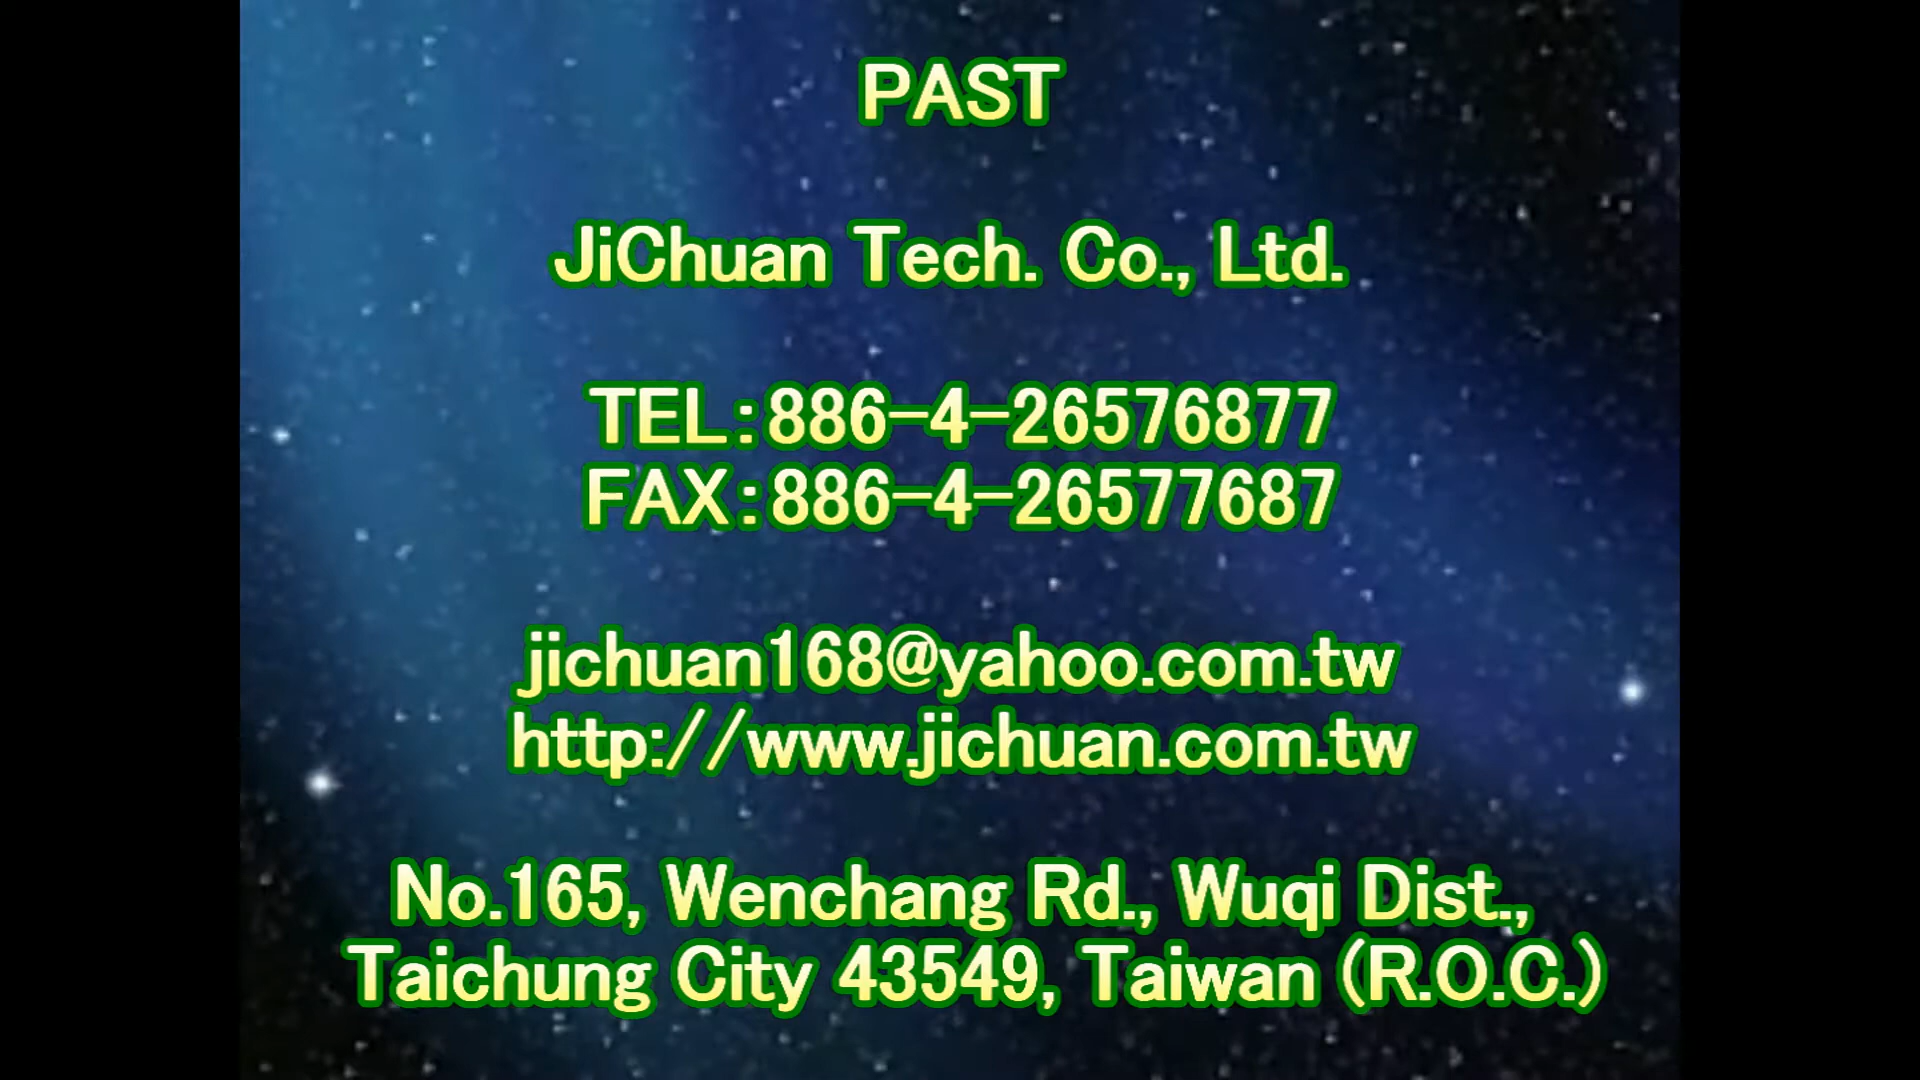 PAST
JiChuan Tech. Co., Ltd.
TEL:886-4-26576877
FAX:886-4-26577687
jichuan168@yahoo.com.tw
http://www.jichuan.com.tw
No.165, Wenchang Rd., Wuqi Dist.,
Taichung City 43549, Taiwan (R.O.C.)